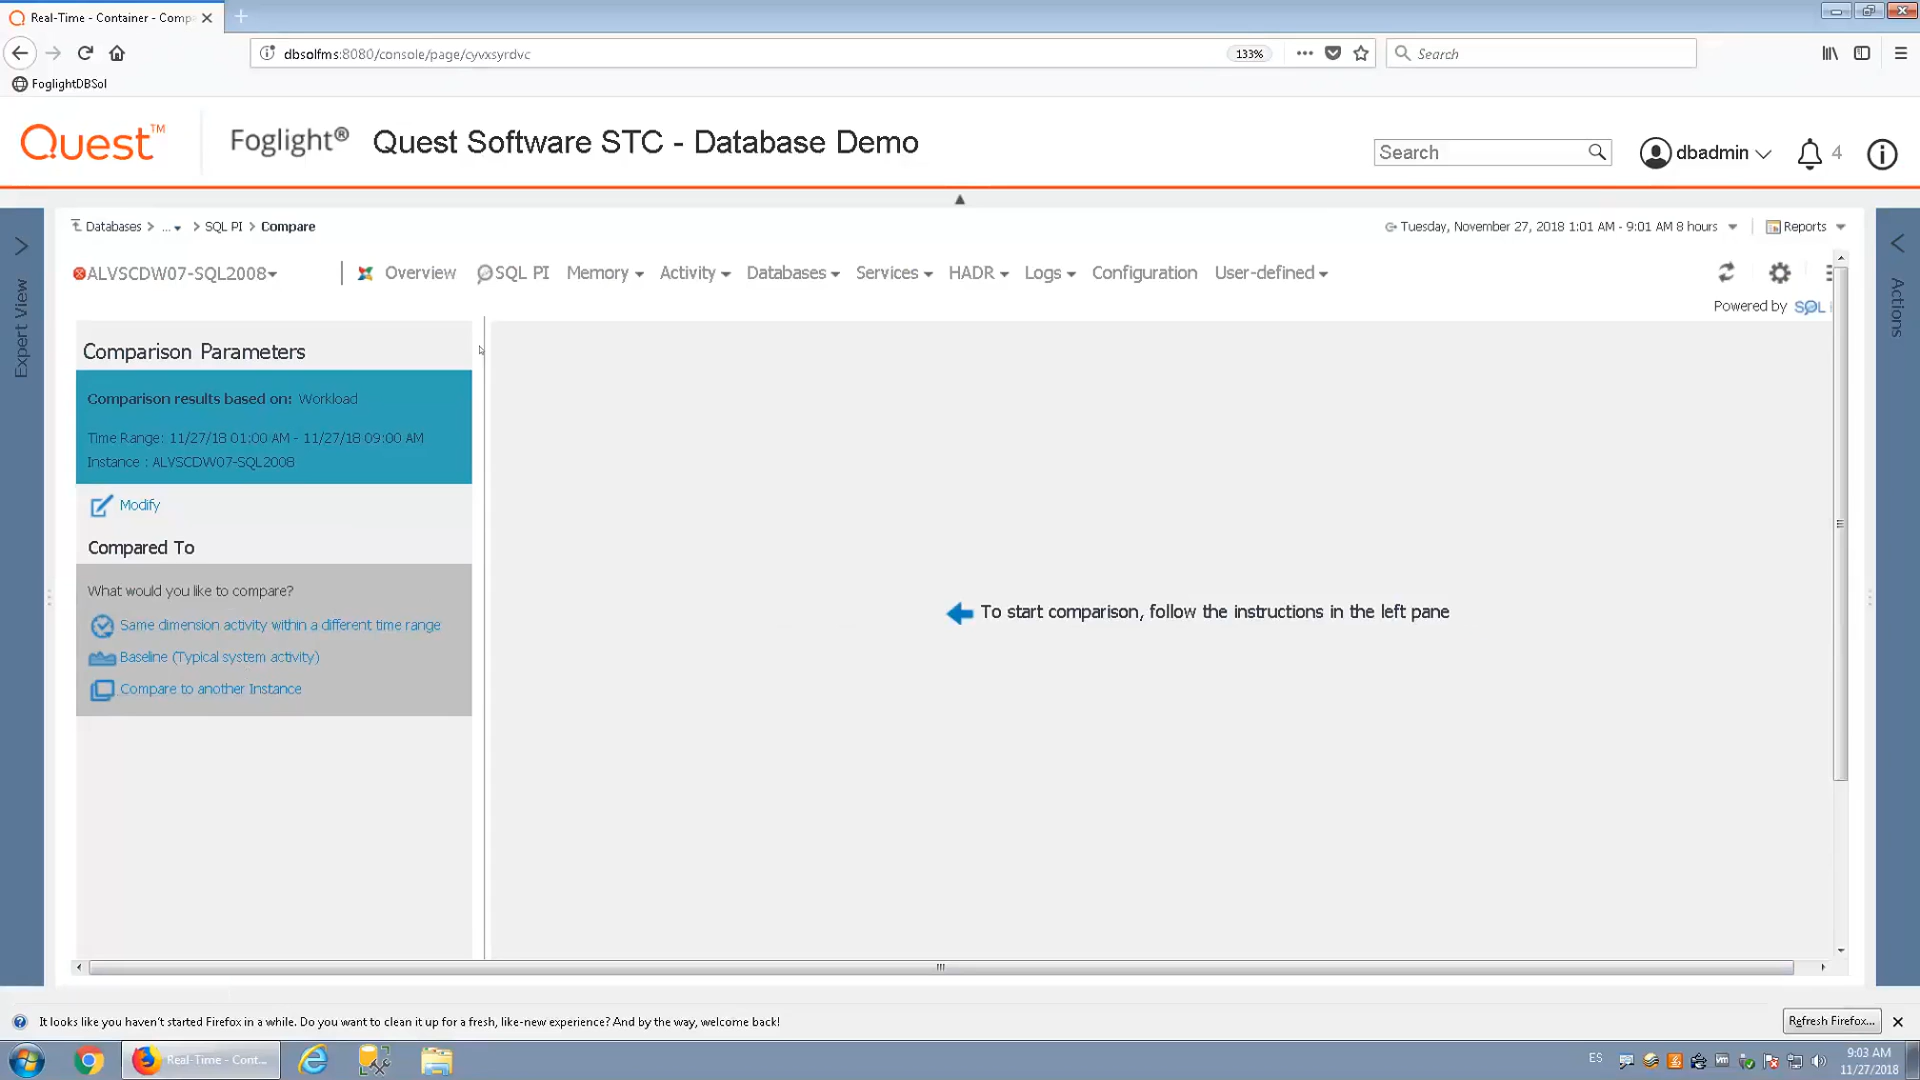 Real-Time - Container - Comp
dbsolfms:8080/console/page/cyvxsyrdvc
133%
Search
FoglightDBSol
Quest™
Foglight® Quest Software STC - Database Demo
Search
dbadmin
4
Databases > ... > SQL PI > Compare
Tuesday, November 27, 2018 1:01 AM - 9:01 AM 8 hours
Reports
ALVSCDW07-SQL2008
Overview
SQL PI
Memory
Activity
Databases
Services
HADR
Logs
Configuration
User-defined
Powered by SQL
Expert View
Actions
Comparison Parameters
Comparison results based on: Workload
Time Range: 11/27/18 01:00 AM - 11/27/18 09:00 AM
Instance : ALVSCDW07-SQL2008
Modify
Compared To
What would you like to compare?
Same dimension activity within a different time range
Baseline (Typical system activity)
Compare to another Instance
To start comparison, follow the instructions in the left pane
It looks like you haven't started Firefox in a while. Do you want to clean it up for a fresh, like-new experience? And by the way, welcome back!
Refresh Firefox...
Real-Time - Cont...
ES
9:03 AM
11/27/2018